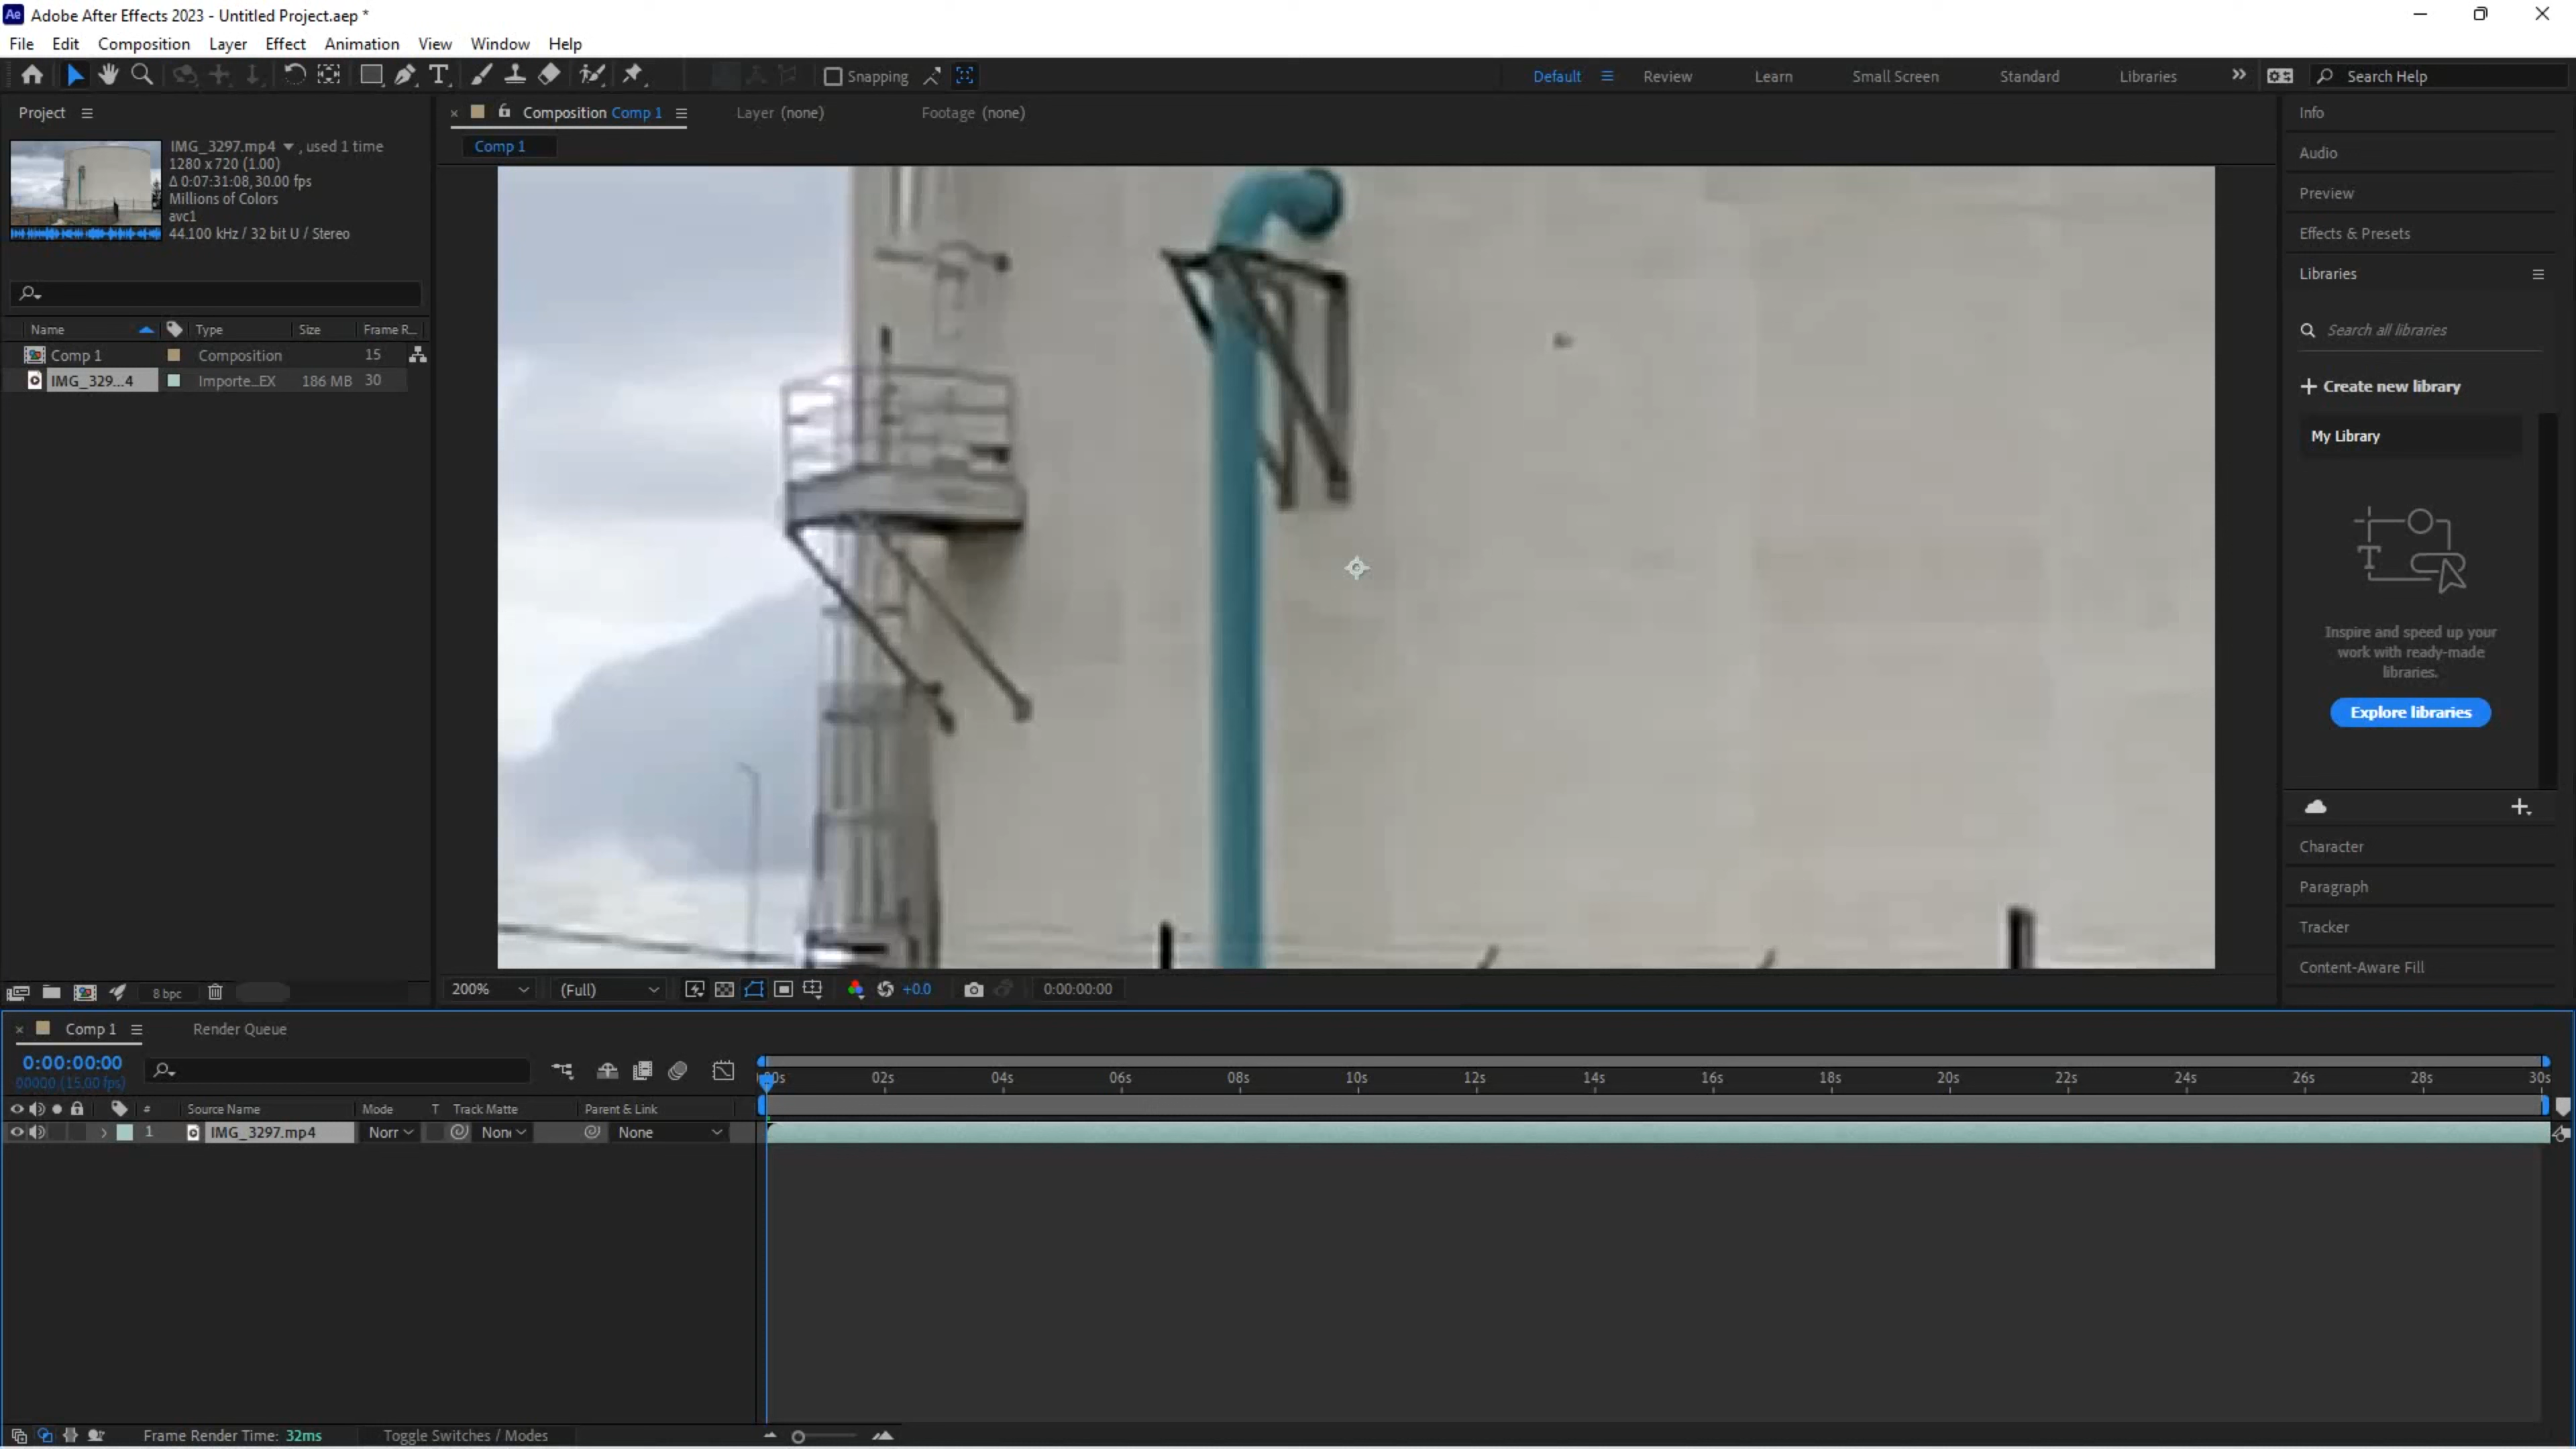 Ae Adobe After Effects 2023 - Untitled Project.aep *
File Edit Composition Layer Effect Animation View Window Help
Snapping Default Review Learn Small Screen Standard Libraries Search Help
Project
IMG_3297.mp4 , used 1 time
1280 x 720 (1.00)
Δ 0:07:31:08, 30.00 fps
Millions of Colors
avc1
44.100 kHz / 32 bit U / Stereo
Name Type Size Frame R...
Comp 1 Composition 15
IMG_329...4 Importe...EX 186 MB 30
8 bpc
Composition Comp 1 Layer (none) Footage (none)
Comp 1
200% (Full) +0.0 0:00:00:00
Info
Audio
Preview
Effects & Presets
Libraries
Search all libraries
+ Create new library
My Library
Inspire and speed up your
work with ready-made
libraries.
Explore libraries
Character
Paragraph
Tracker
Content-Aware Fill
Comp 1 Render Queue
0:00:00:00
00000 (15.00 fps)
02s 04s 06s 08s 10s 12s 14s 16s 18s 20s 22s 24s 26s 28s 30s
# Source Name Mode T Track Matte Parent & Link
1 IMG_3297.mp4 Norr None None
Frame Render Time: 32ms Toggle Switches / Modes